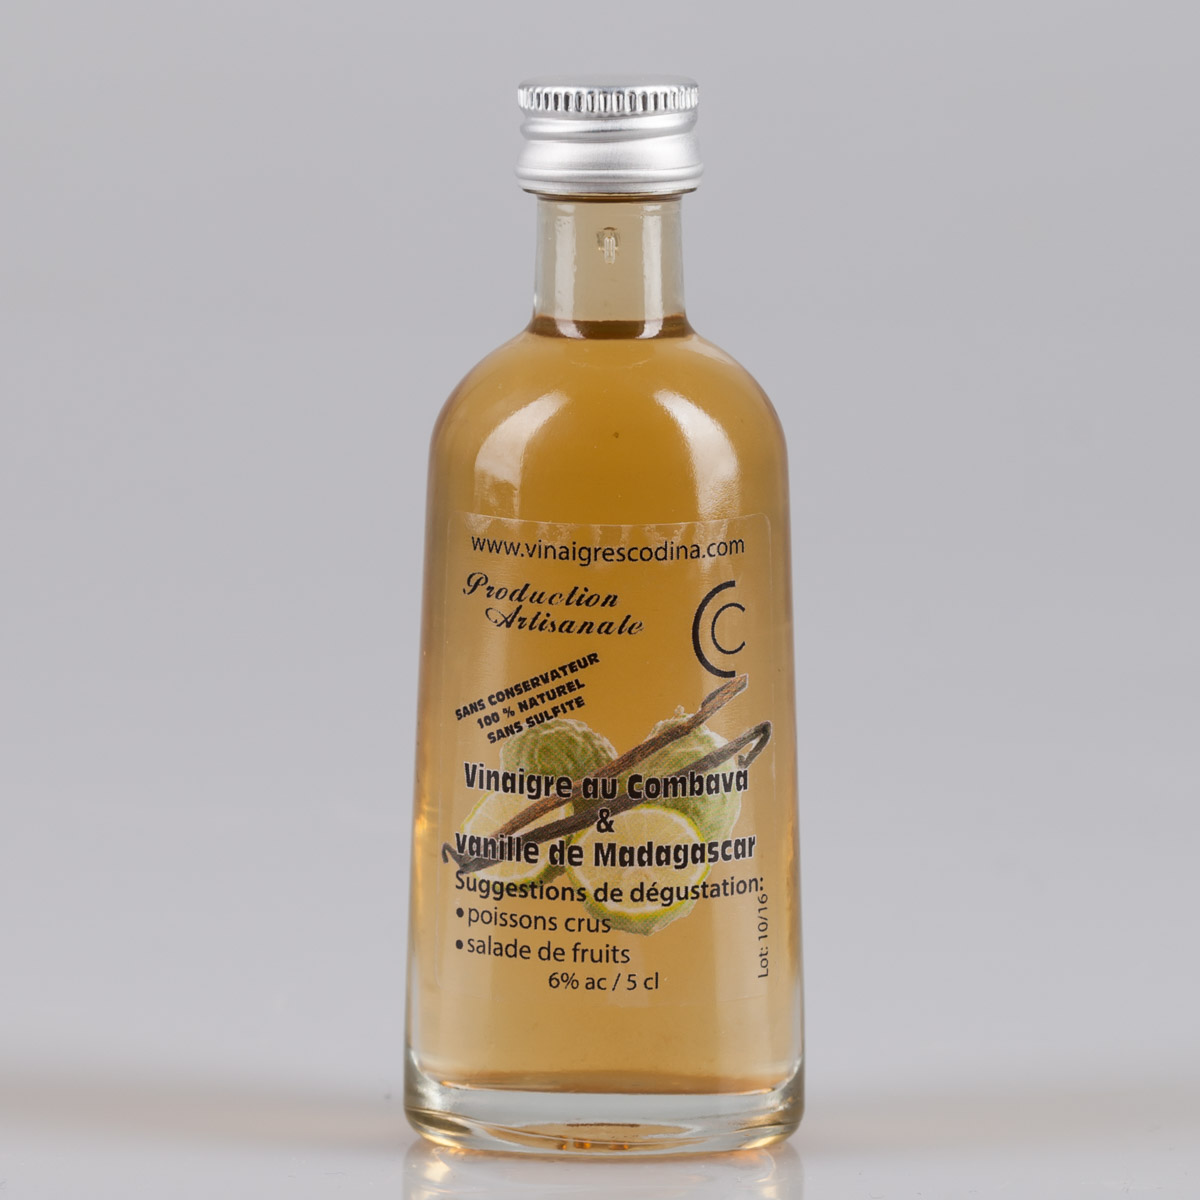 www.vinaigrescodina.com
Production
Artisanale
CC
SANS CONSERVATEUR
100 % NATUREL
SANS SULFITE
Vinaigre au Combava
&
vanille de Madagascar
Suggestions de dégustation:
•poissons crus
•salade de fruits
6% ac / 5 cl
Lot: 10/16